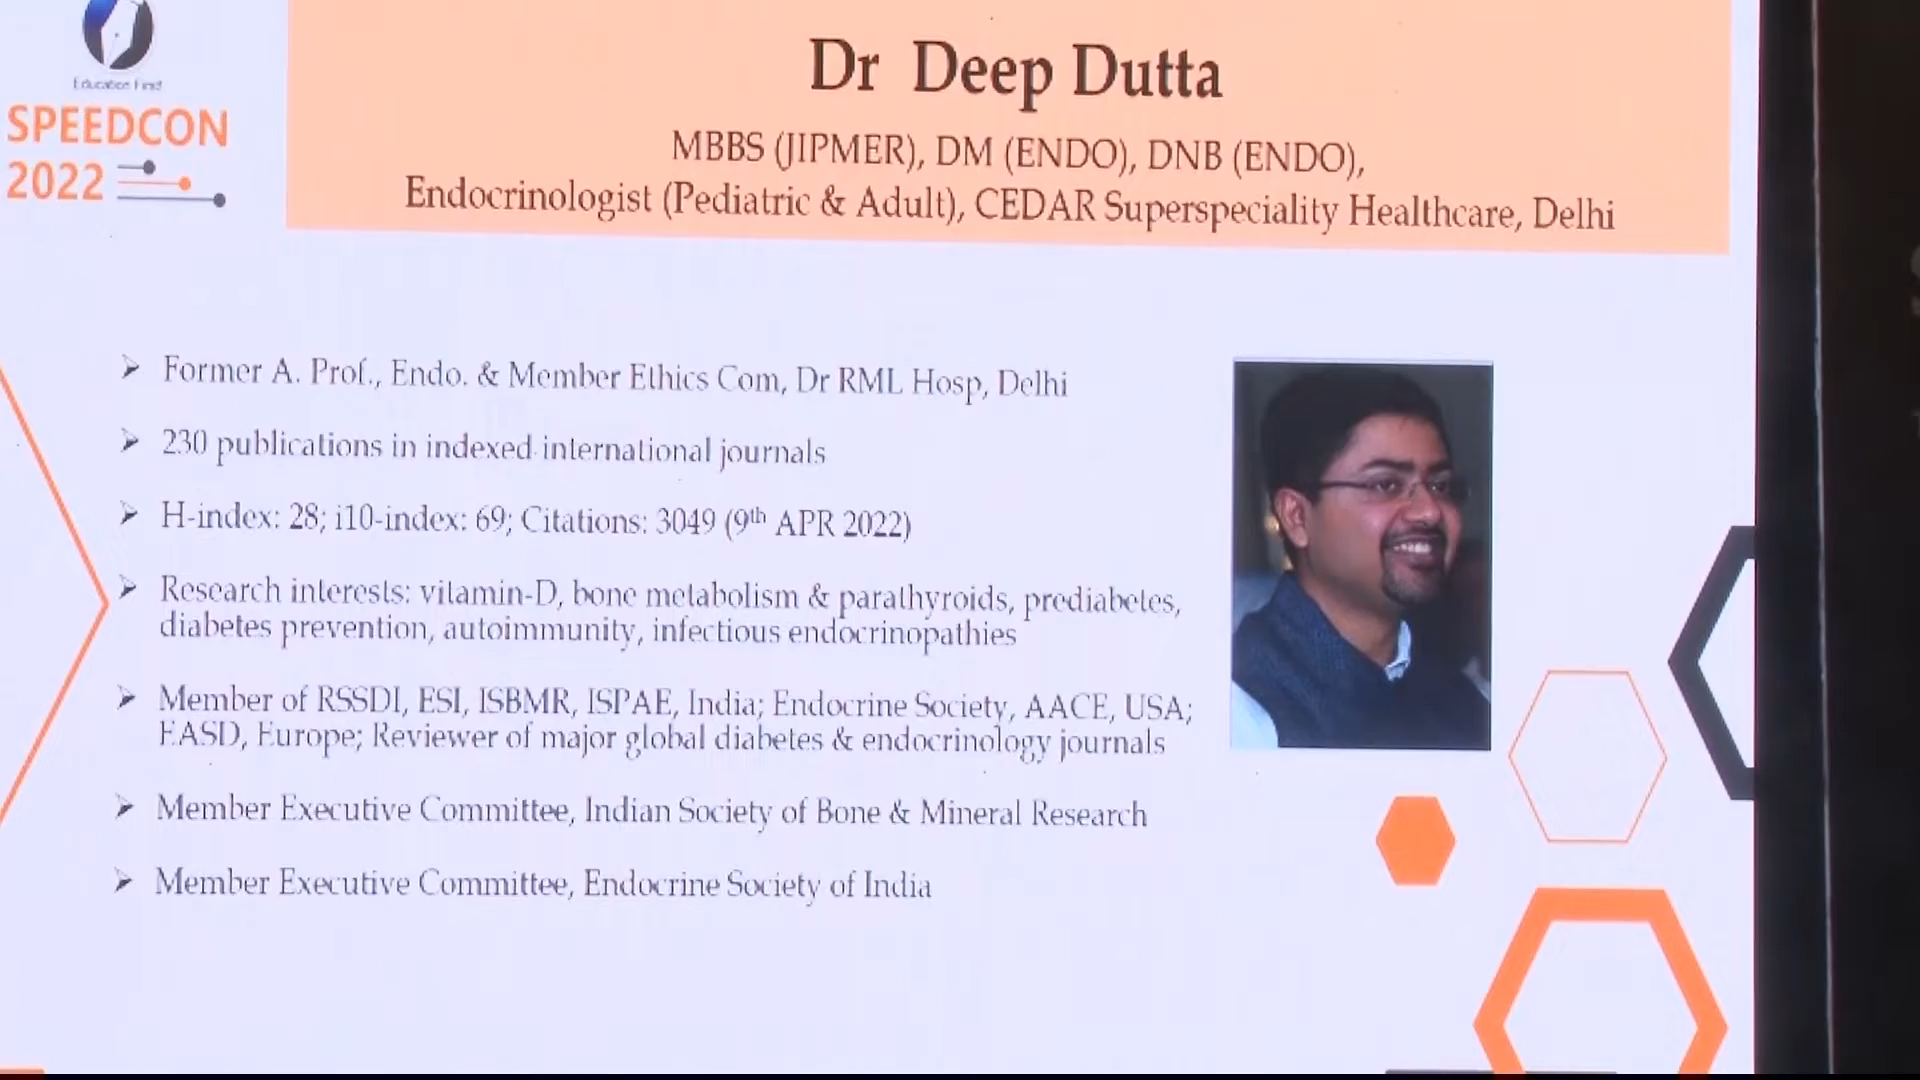 Education First
SPEEDCON
2022
Dr Deep Dutta
MBBS (JIPMER), DM (ENDO), DNB (ENDO),
Endocrinologist (Pediatric & Adult), CEDAR Superspeciality Healthcare, Delhi
Former A. Prof., Endo. & Member Ethics Com, Dr RML Hosp, Delhi
230 publications in indexed international journals
H-index: 28; i10-index: 69; Citations: 3049 (9th APR 2022)
Research interests: vitamin-D, bone metabolism & parathyroids, prediabetes,
diabetes prevention, autoimmunity, infectious endocrinopathies
Member of RSSDI, ESI, ISBMR, ISPAE, India; Endocrine Society, AACE, USA;
EASD, Europe; Reviewer of major global diabetes & endocrinology journals
Member Executive Committee, Indian Society of Bone & Mineral Research
Member Executive Committee, Endocrine Society of India